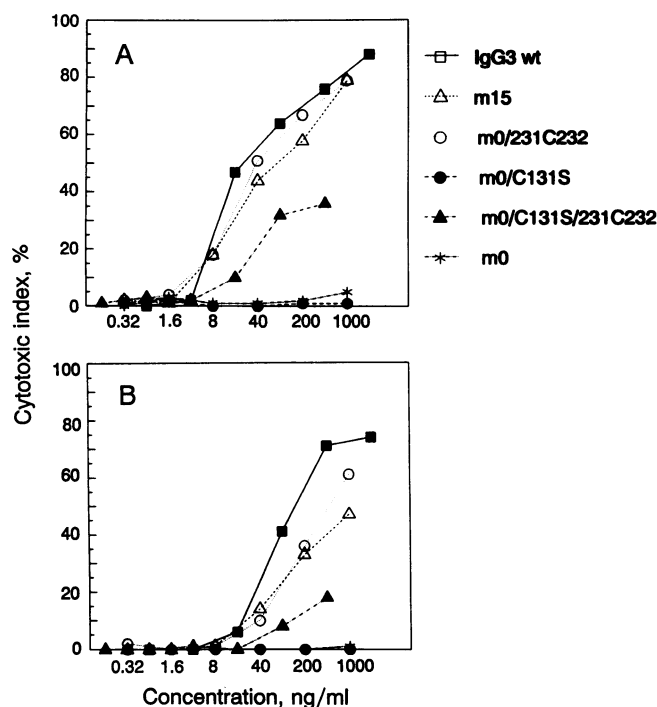 100
80
60
40
20
0
A
0.32 1.6 8 40 200 1000
IgG3 wt
m15
m0/231C232
m0/C131S
m0/C131S/231C232
m0
Cytotoxic index, %
100
80
60
40
20
0
B
0.32 1.6 8 40 200 1000
Concentration, ng/ml